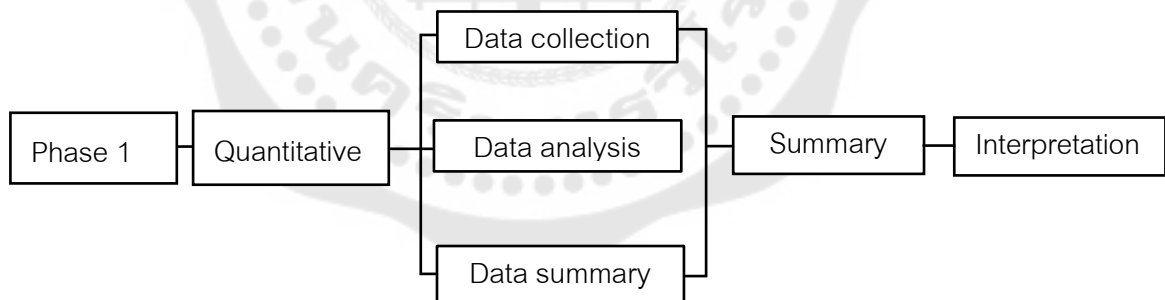 Data collection
Phase 1
Quantitative
Data analysis
Summary
Interpretation
Data summary